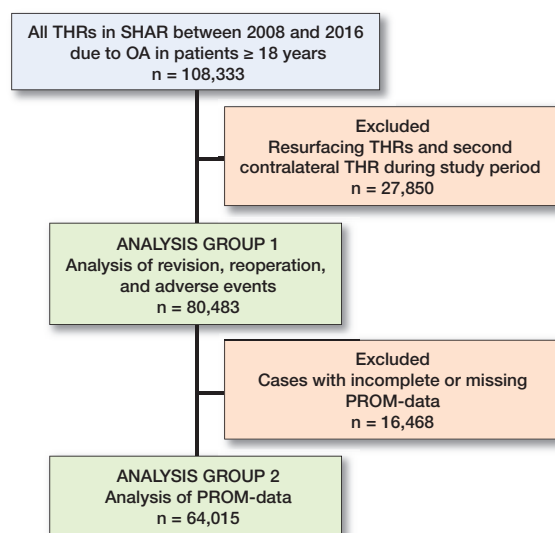 All THRs in SHAR between 2008 and 2016
due to OA in patients ≥ 18 years
n = 108,333
Excluded
Resurfacing THRs and second
contralateral THR during study period
n = 27,850
ANALYSIS GROUP 1
Analysis of revision, reoperation,
and adverse events
n = 80,483
Excluded
Cases with incomplete or missing
PROM-data
n = 16,468
ANALYSIS GROUP 2
Analysis of PROM-data
n = 64,015